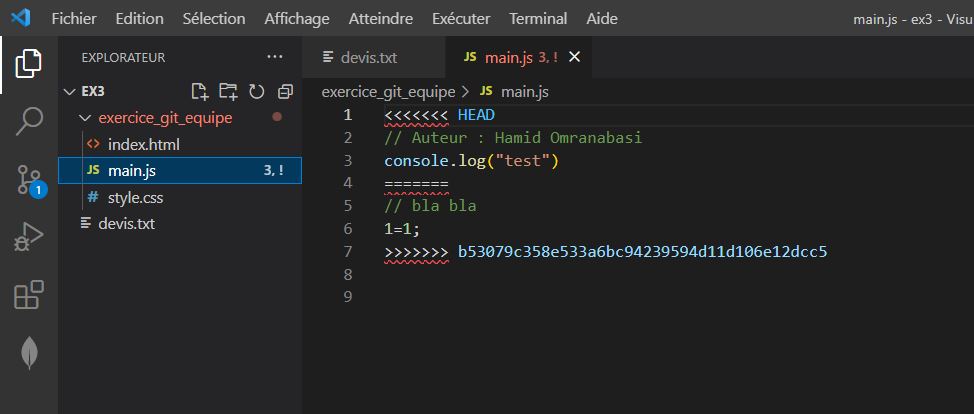 Fichier Edition Sélection Affichage Atteindre Exécuter Terminal Aide main.js - ex3 - Visu
EXPLORATEUR ...
EX3
exercice_git_equipe
<> index.html
JS main.js 3, !
# style.css
devis.txt
1
devis.txt JS main.js 3, !
exercice_git_equipe > JS main.js
1 <<<<<<< HEAD
2 // Auteur : Hamid Omranabasi
3 console.log("test")
4 =======
5 // bla bla
6 1=1;
7 >>>>>>> b53079c358e533a6bc94239594d11d106e12dcc5
8
9